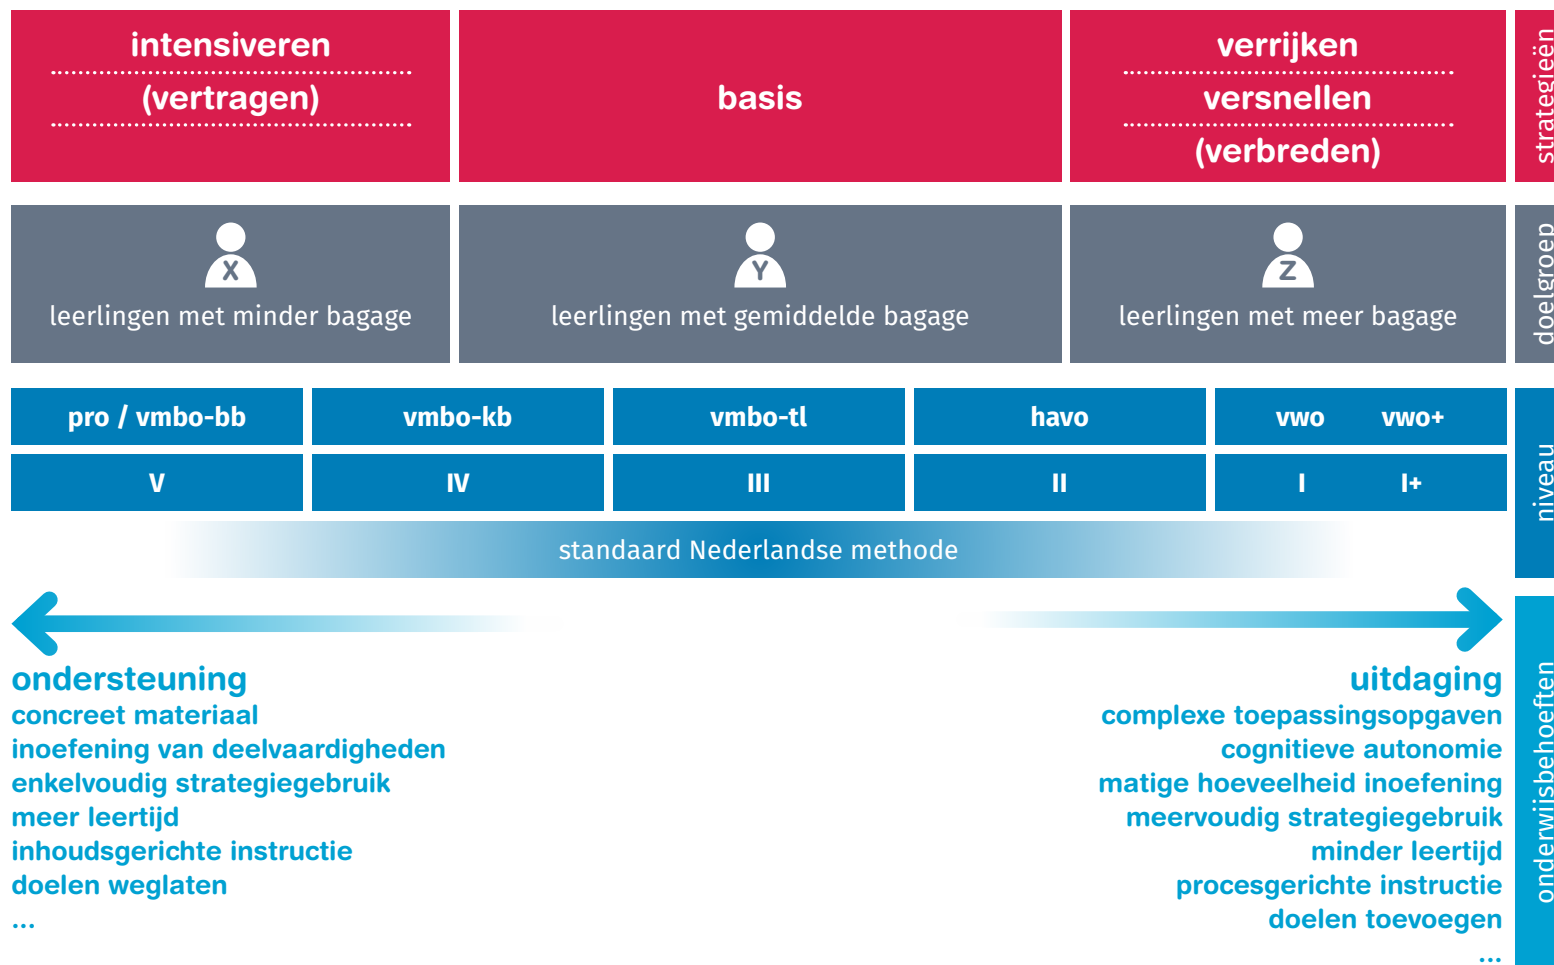 intensiveren
(vertragen)
basis
verrijken
versnellen
(verbreden)
strategieën
X
leerlingen met minder bagage
Y
leerlingen met gemiddelde bagage
Z
leerlingen met meer bagage
doelgroep
pro / vmbo-bb
vmbo-kb
vmbo-tl
havo
vwo
vwo+
V
IV
III
II
I
I+
standaard Nederlandse methode
niveau
ondersteuning
concreet materiaal
inoefening van deelvaardigheden
enkelvoudig strategiegebruik
meer leertijd
inhoudsgerichte instructie
doelen weglaten
...
uitdaging
complexe toepassingsopgaven
cognitieve autonomie
matige hoeveelheid inoefening
meervoudig strategiegebruik
minder leertijd
procesgerichte instructie
doelen toevoegen
...
onderwijsbehoeften